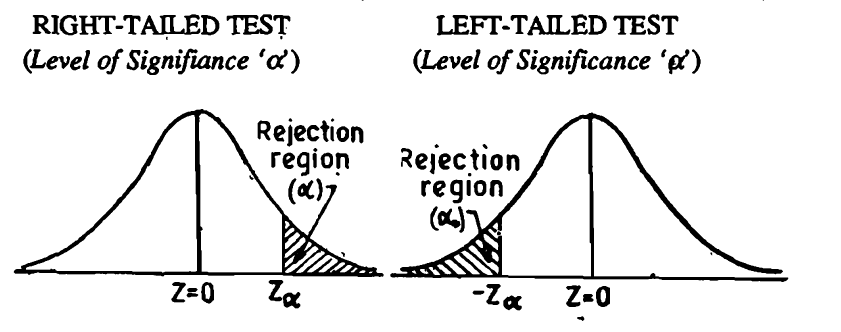 RIGHT-TAILED TEST
(Level of Signifiance 'α')
Rejection
region
(α)
Z=0
Zα
LEFT-TAILED TEST
(Level of Significance 'α')
Rejection
region
(α)
-Zα
Z=0